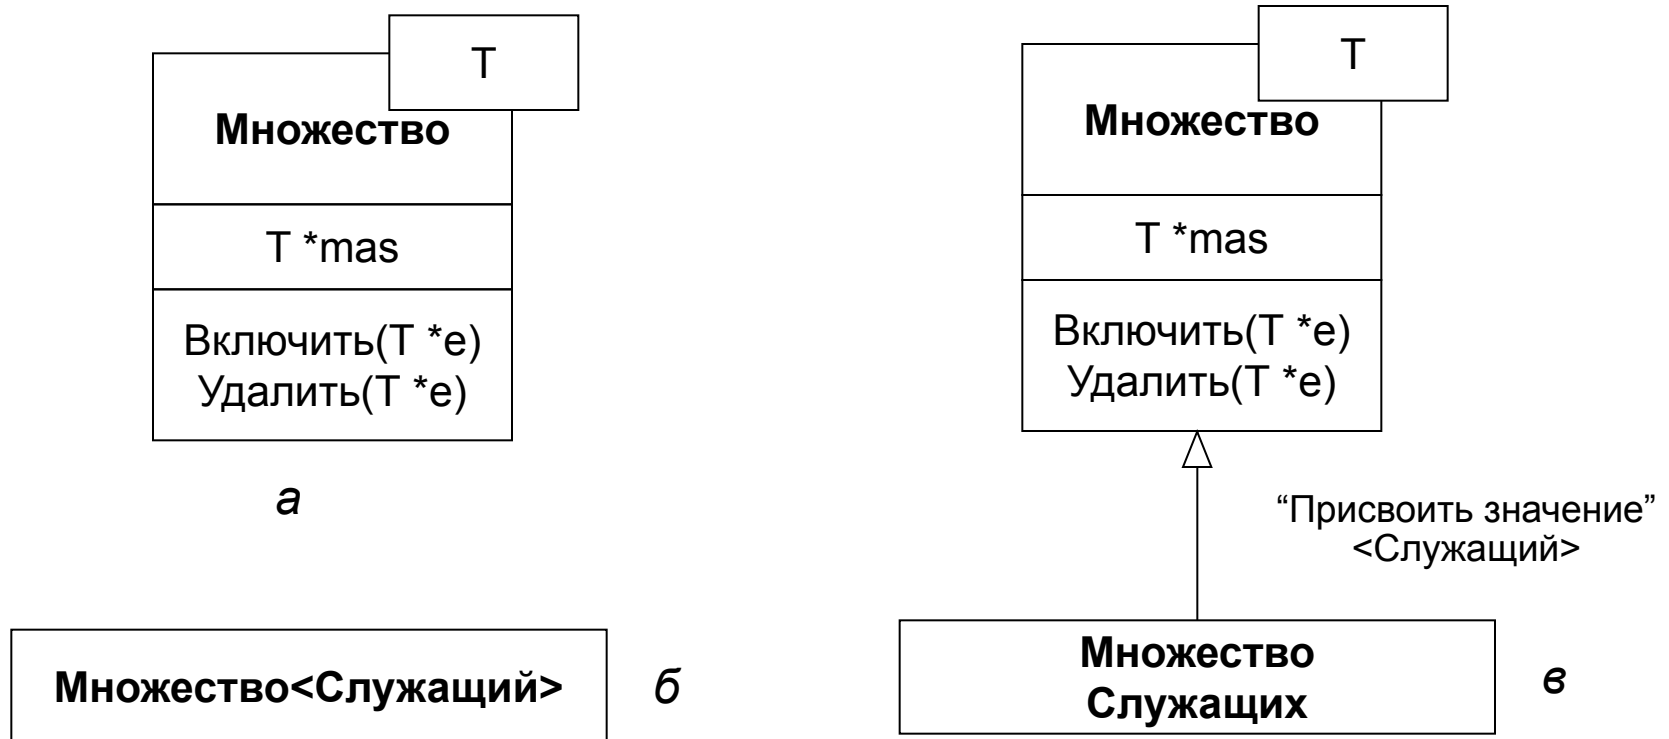 T
Множество
T *mas
Включить(T *e)
Удалить(T *e)
а
Множество<Служащий>
б
T
Множество
T *mas
Включить(T *e)
Удалить(T *e)
“Присвоить значение”
<Служащий>
Множество
Служащих
в